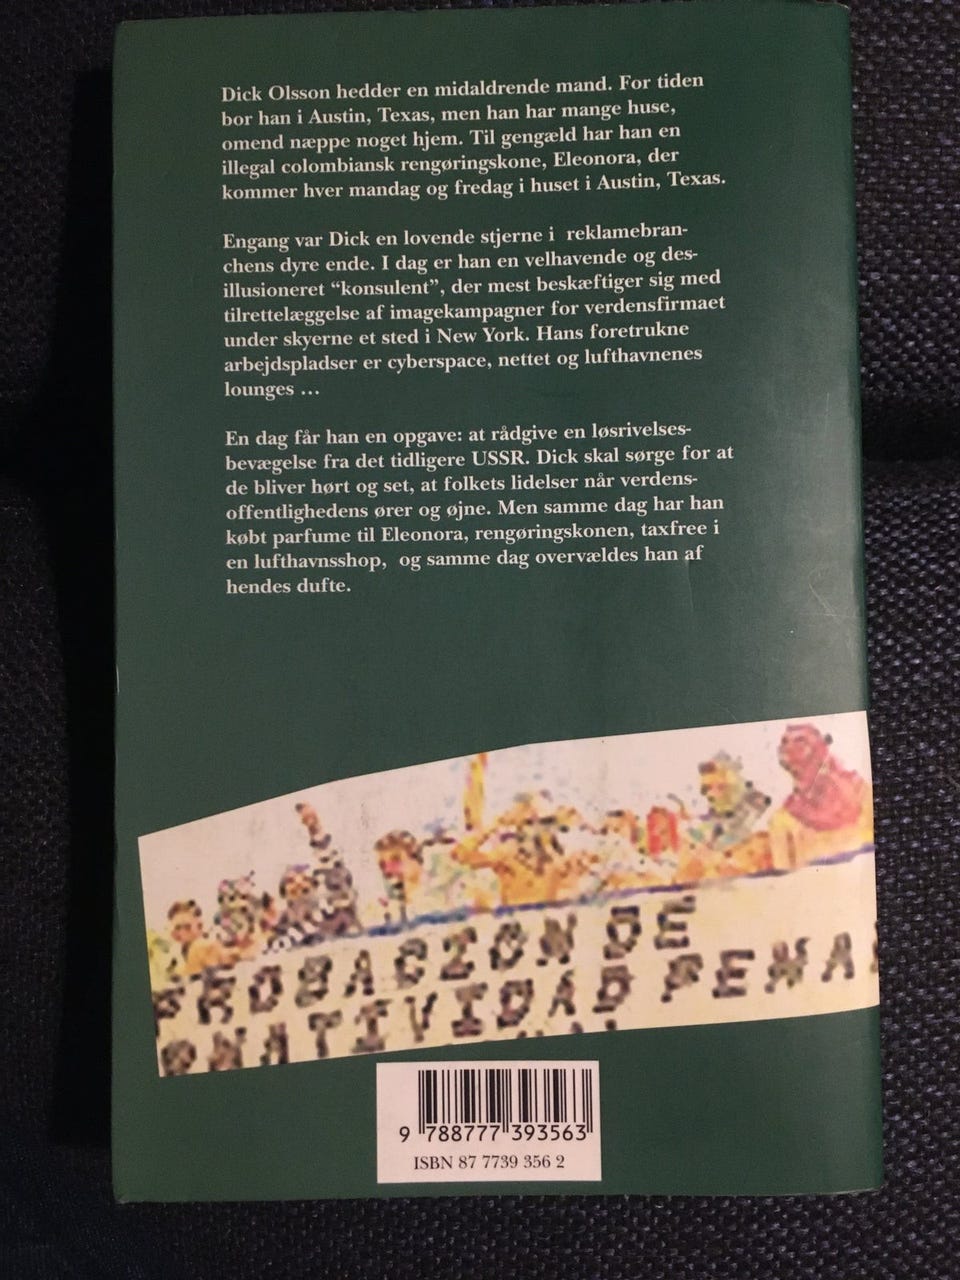 Dick Olsson hedder en midaldrende mand. For tiden
bor han i Austin, Texas, men han har mange huse,
omend næppe noget hjem. Til gengæld har han en
illegal colombiansk rengøringskone, Eleonora, der
kommer hver mandag og fredag i huset i Austin, Texas.
Engang var Dick en lovende stjerne i reklamebran-
chens dyre ende. I dag er han en velhavende og des-
illusioneret “konsulent”, der mest beskæftiger sig med
tilrettelæggelse af imagekampagner for verdensfirmaet
under skyerne et sted i New York. Hans foretrukne
arbejdspladser er cyberspace, nettet og lufthavnenes
lounges …
En dag får han en opgave: at rådgive en løsrivelses-
bevægelse fra det tidligere USSR. Dick skal sørge for at
de bliver hørt og set, at folkets lidelser når verdens-
offentlighedens ører og øjne. Men samme dag har han
købt parfume til Eleonora, rengøringskonen, taxfree i
en lufthavnsshop, og samme dag overvældes han af
hendes dufte.
PROBACION DE
RNATIVIDAD PENA
9 788777 393563
ISBN 87 7739 356 2